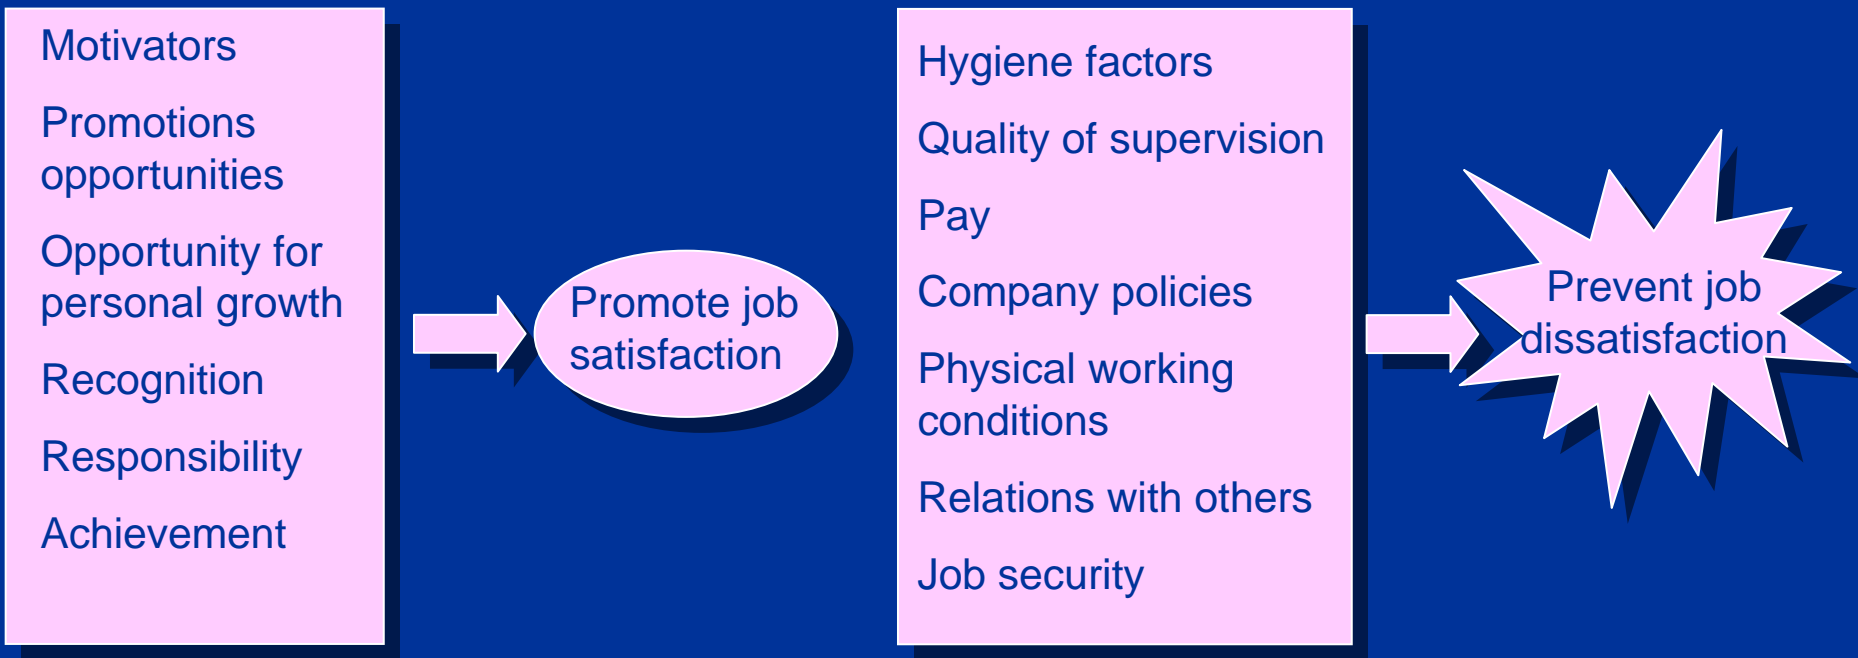 Motivators
Promotions
opportunities
Opportunity for
personal growth
Recognition
Responsibility
Achievement
Promote job
satisfaction
Hygiene factors
Quality of supervision
Pay
Company policies
Physical working
conditions
Relations with others
Job security
Prevent job
dissatisfaction